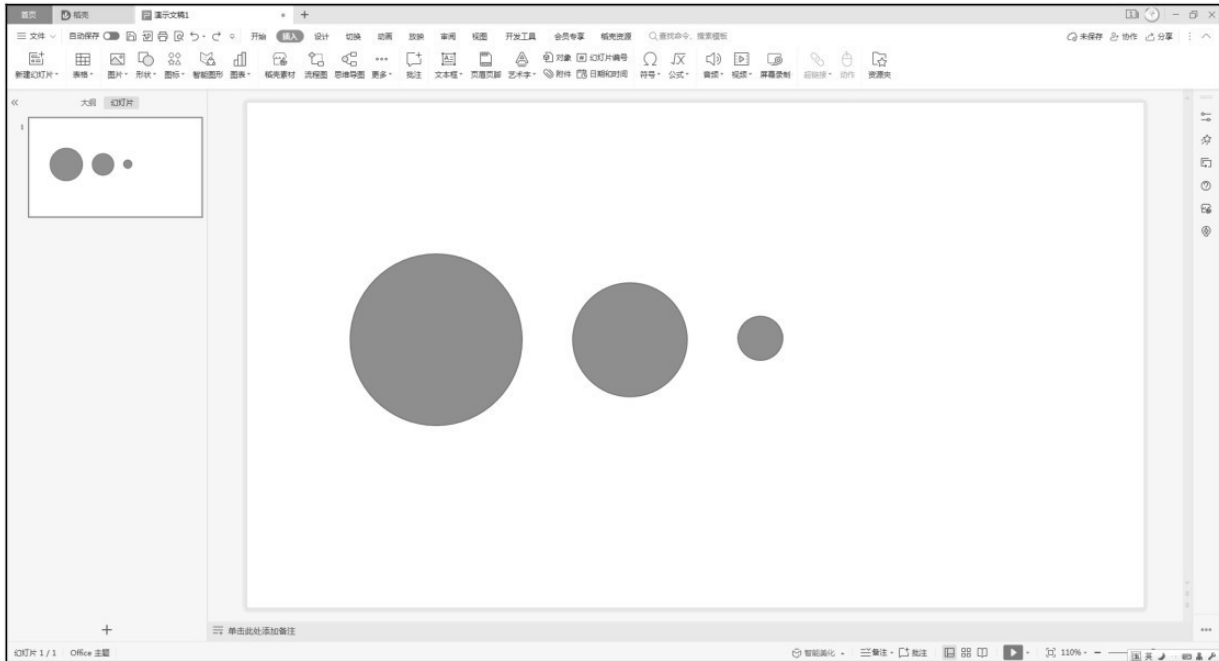 首页 稻壳 演示文稿1
文件 自动保存 开始 插入 设计 切换 动画 放映 审阅 视图 开发工具 会员专享 稻壳资源 查找命令、搜索模板 未保存 协作 分享
对象 幻灯片编号
新建幻灯片 表格 图片 形状 图标 智能图形 图表 稻壳素材 流程图 思维导图 更多 批注 文本框 页眉页脚 艺术字 附件 日期和时间 符号 公式 音频 视频 屏幕录制 超链接 动作 资源夹
大纲 幻灯片
1
单击此处添加备注
幻灯片 1 / 1 Office 主题 智能美化 备注 批注 110% 英